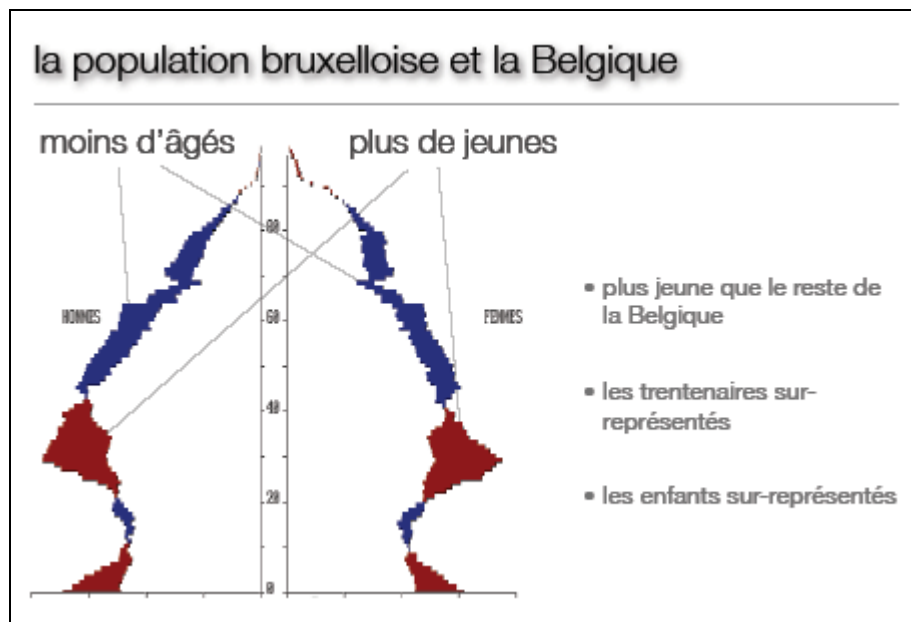 la population bruxelloise et la Belgique
moins d'âgés
plus de jeunes
80
HOMMES
60
FEMMES
40
20
0
• plus jeune que le reste de
la Belgique
• les trentenaires sur-
représentés
• les enfants sur-représentés